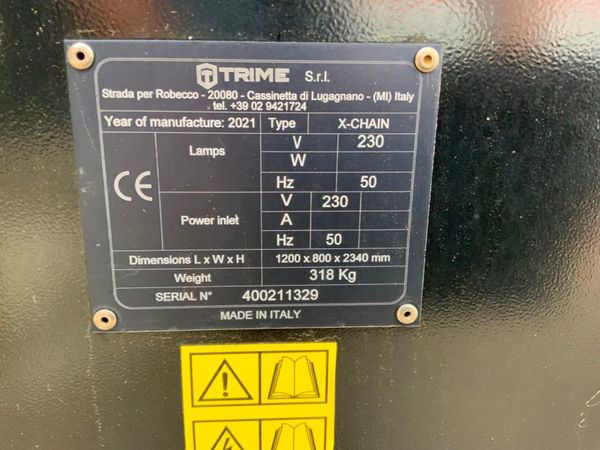 TRIME S.r.l.
Strada per Robecco - 20080 - Cassinetta di Lugagnano - (MI) Italy
tel. +39 02 9421724
Year of manufacture: 2021 Type X-CHAIN
Lamps V 230
W
Hz 50
CE
Power inlet V 230
A
Hz 50
Dimensions L x W x H 1200 x 800 x 2340 mm
Weight 318 Kg
SERIAL N° 400211329
MADE IN ITALY